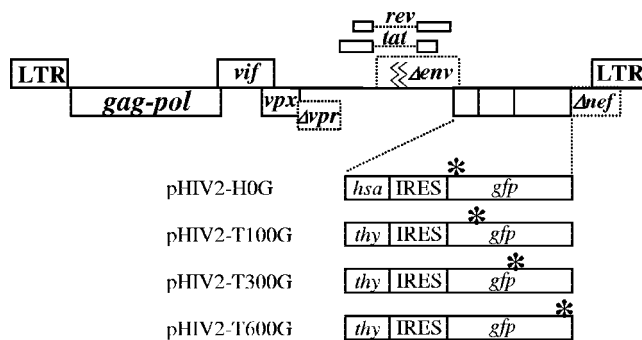 rev
tat
LTR vif Δenv LTR
gag-pol vpx Δvpr Δnef
pHIV2-H0G hsa IRES gfp *
pHIV2-T100G thy IRES gfp *
pHIV2-T300G thy IRES gfp *
pHIV2-T600G thy IRES gfp *